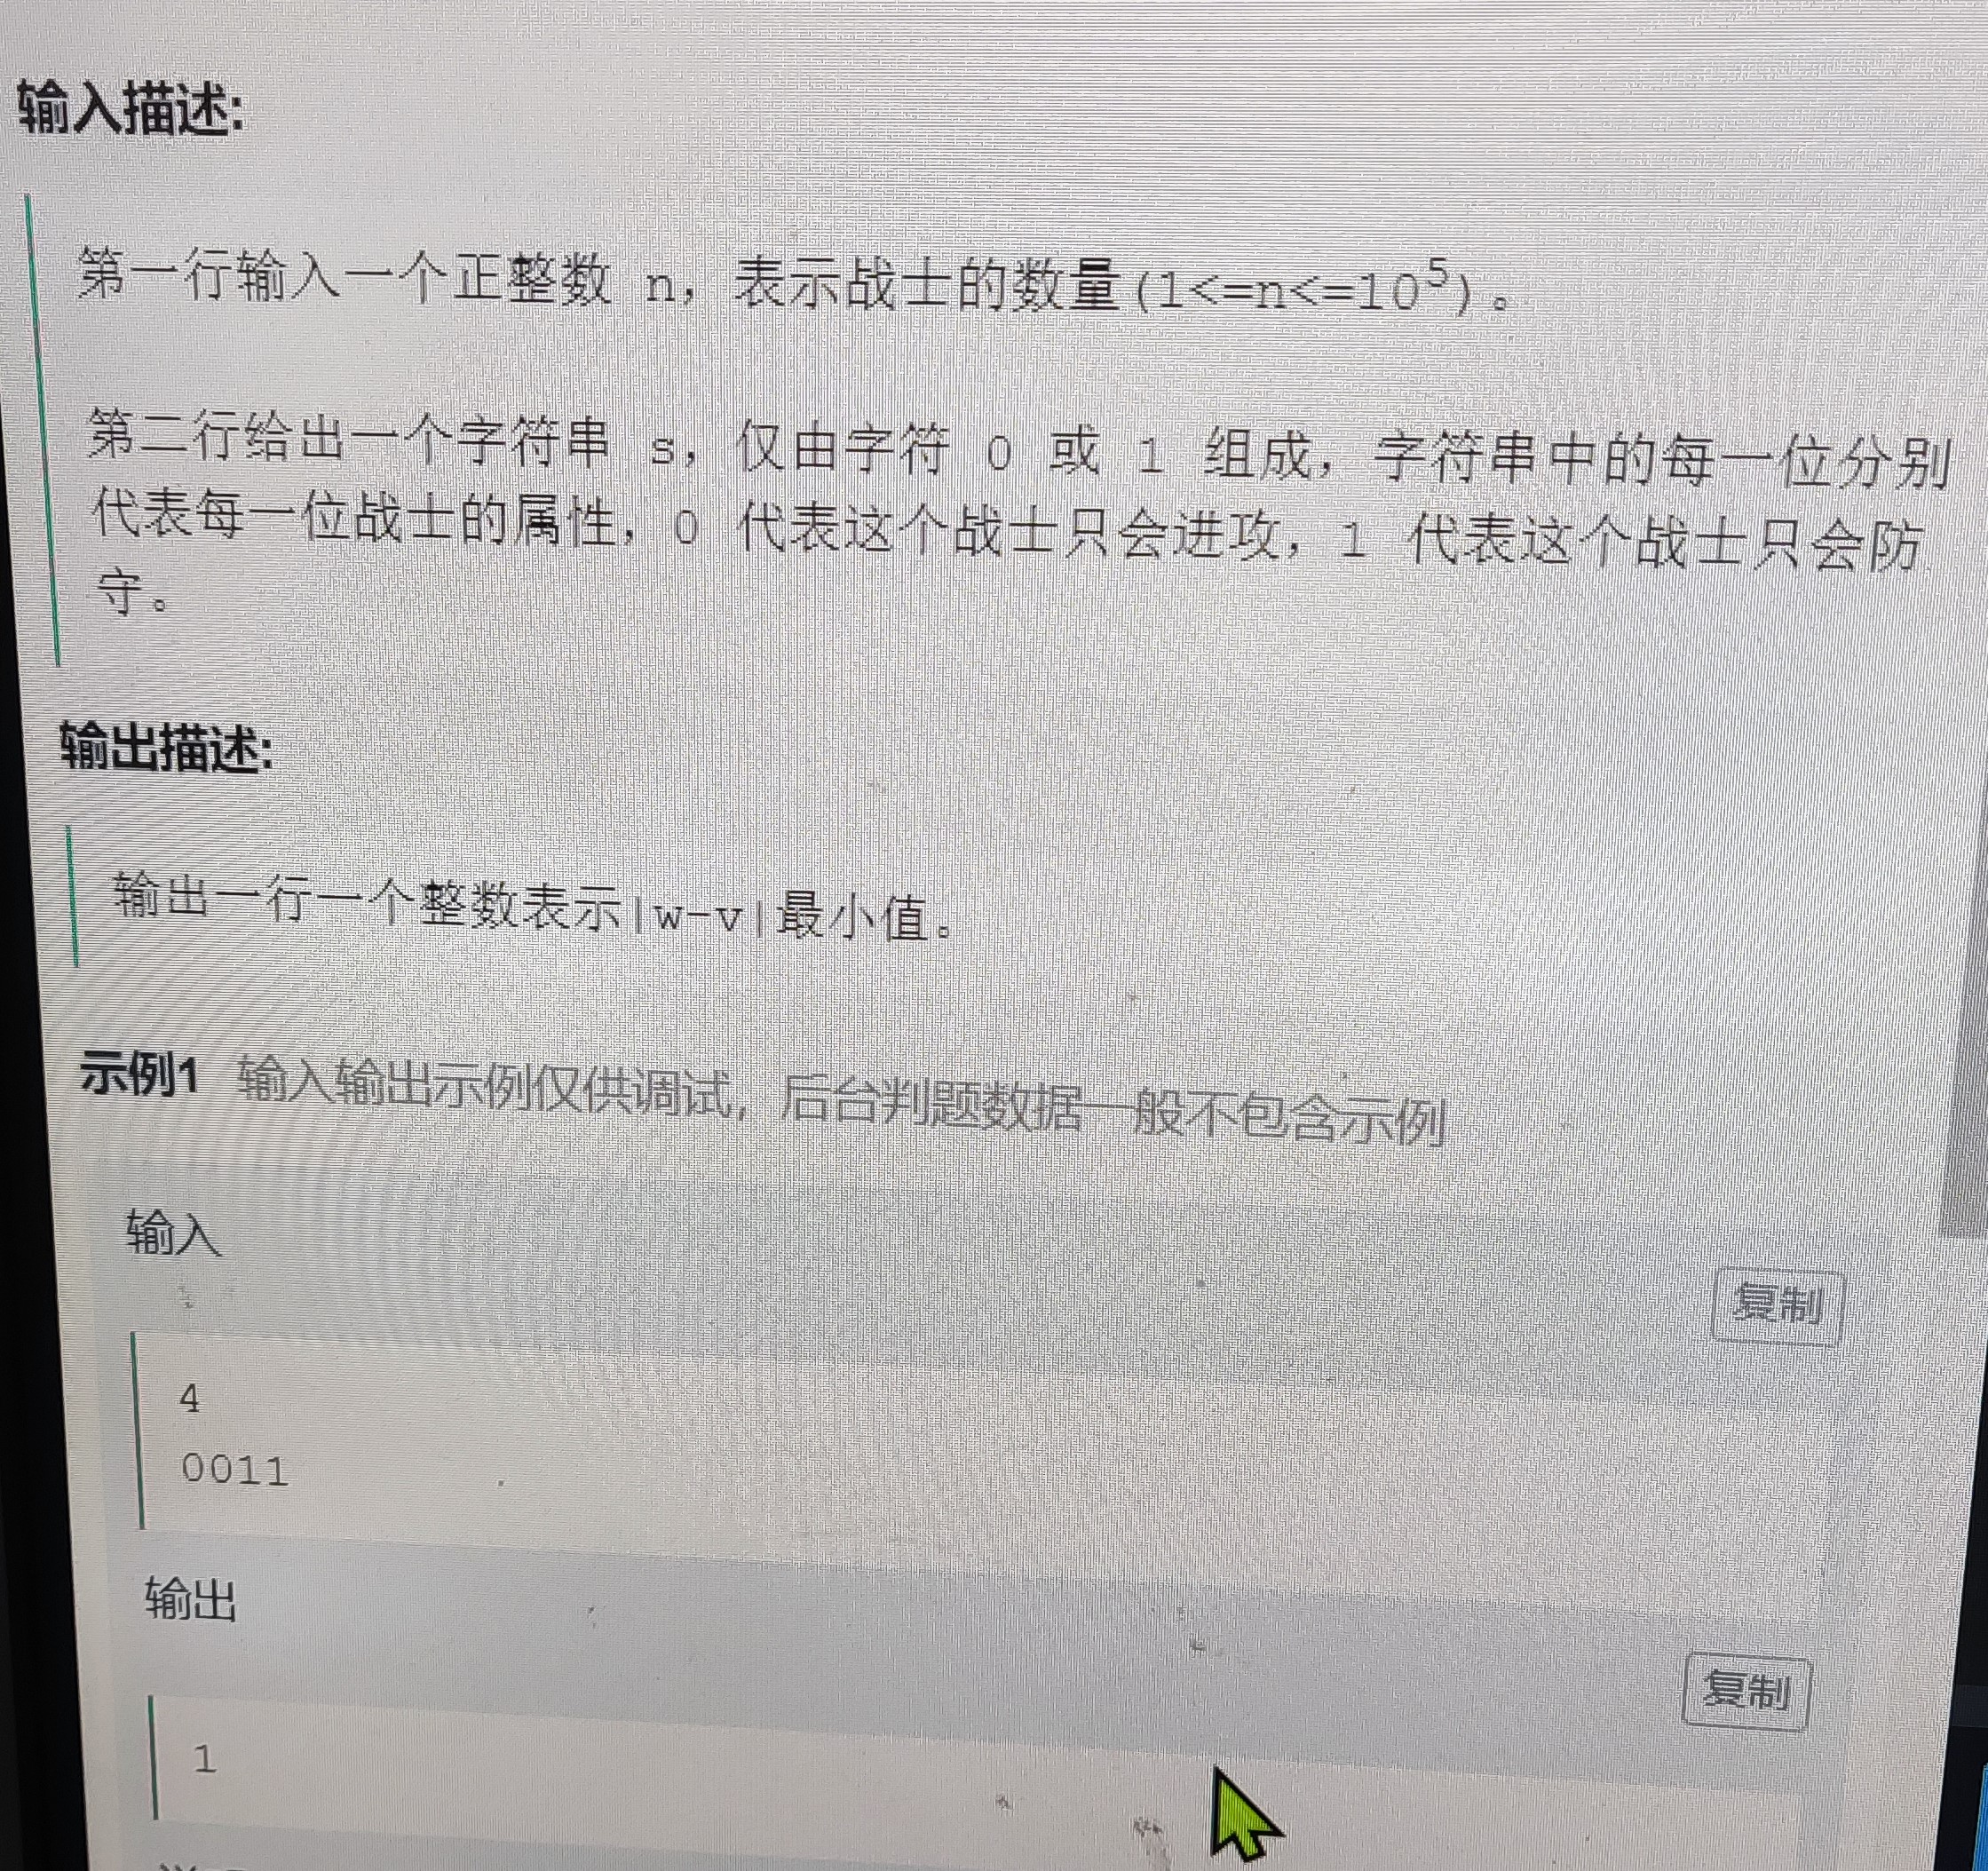 输入描述:
第一行输入一个正整数 n，表示战士的数量(1<=n<=10^5)。
第二行给出一个字符串 s，仅由字符 0 或 1 组成，字符串中的每一位分别
代表每一位战士的属性，0 代表这个战士只会进攻，1 代表这个战士只会防
守。
输出描述:
输出一行一个整数表示|w-v|最小值。
示例1 输入输出示例仅供调试，后台判题数据一般不包含示例
输入
复制
4
0011
输出
复制
1